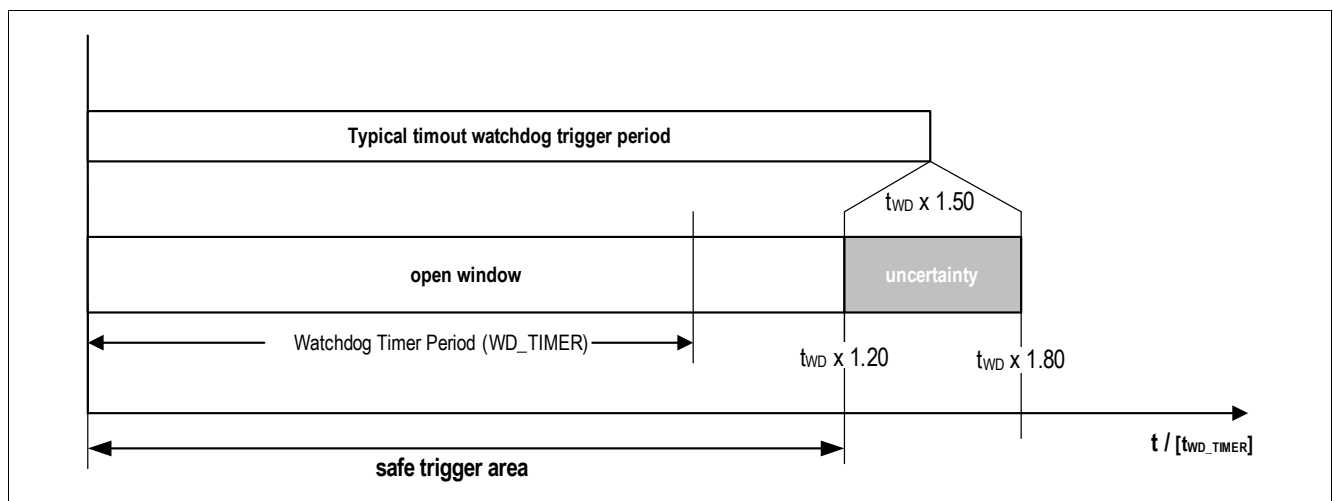 Typical timout watchdog trigger period
tWD x 1.50
open window
uncertainty
Watchdog Timer Period (WD_TIMER)
tWD x 1.20
tWD x 1.80
t / [tWD_TIMER]
safe trigger area